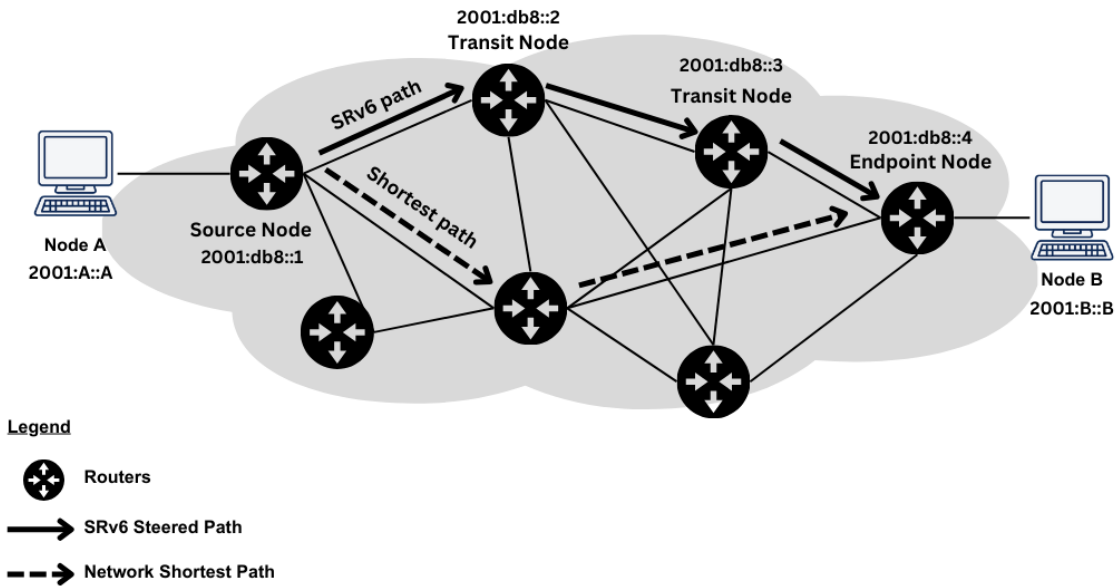 2001:db8::2
Transit Node
2001:db8::3
Transit Node
SRv6 path
2001:db8::4
Endpoint Node
Shortest path
Source Node
2001:db8::1
Node A
2001:A::A
Node B
2001:B::B
Legend
Routers
SRv6 Steered Path
Network Shortest Path